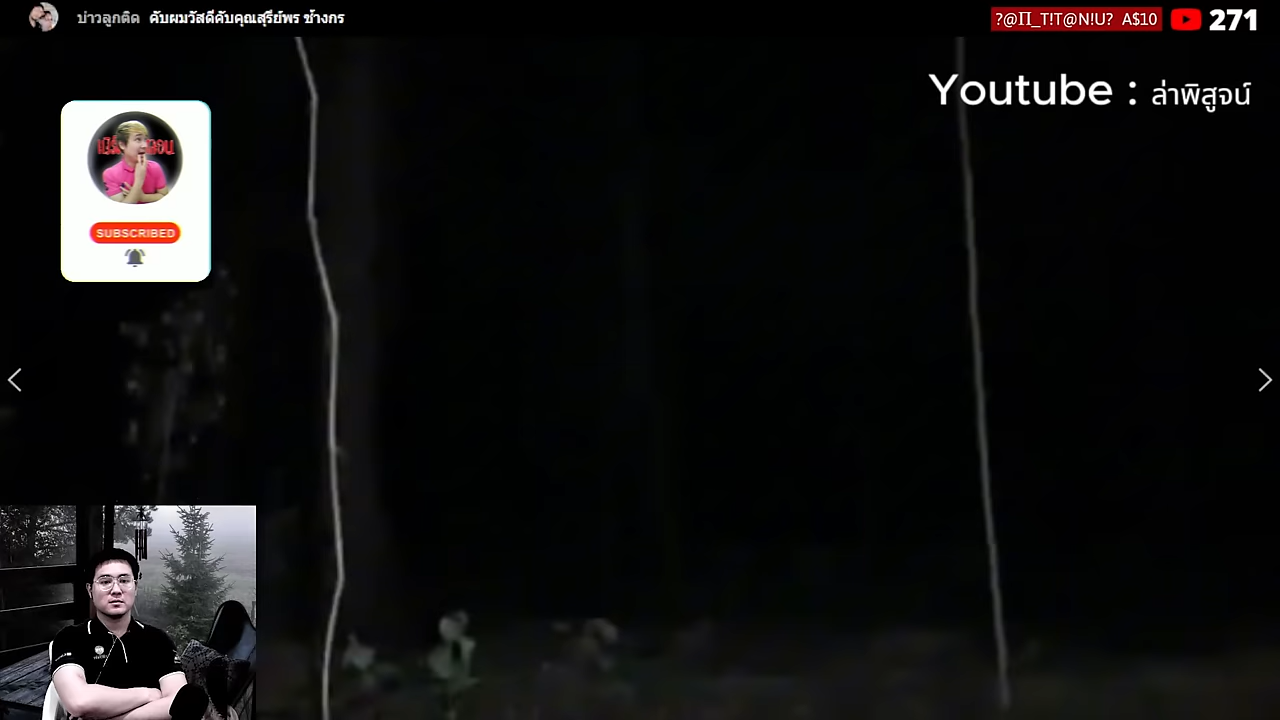 บ่าวลูกติด คับผมวัสดีคับคุณสุรีย์พร ช้างกร
?@Π_T!T@N!U? A$10
271
Youtube : ล่าพิสูจน์
SUBSCRIBED